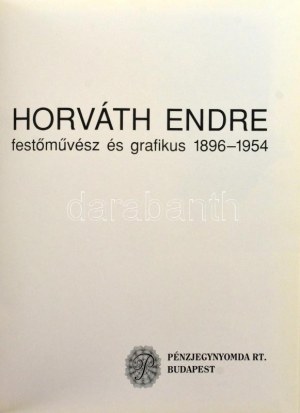 HORVÁTH ENDRE
festőművész és grafikus 1896–1954
darabanth
PÉNZJEGYNYOMDA RT.
BUDAPEST